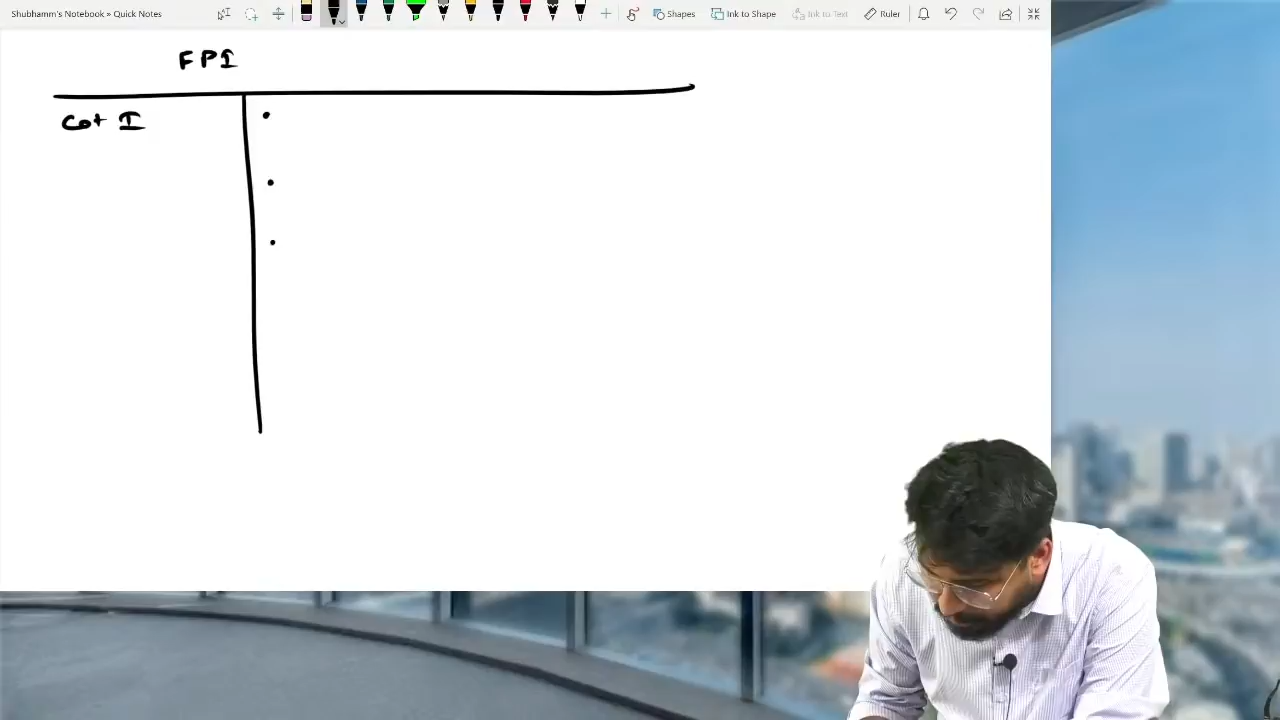 Shubhamm's Notebook » Quick Notes
Shapes
Ink to Shape
Ink to Text
Ruler
FPI
Cat I